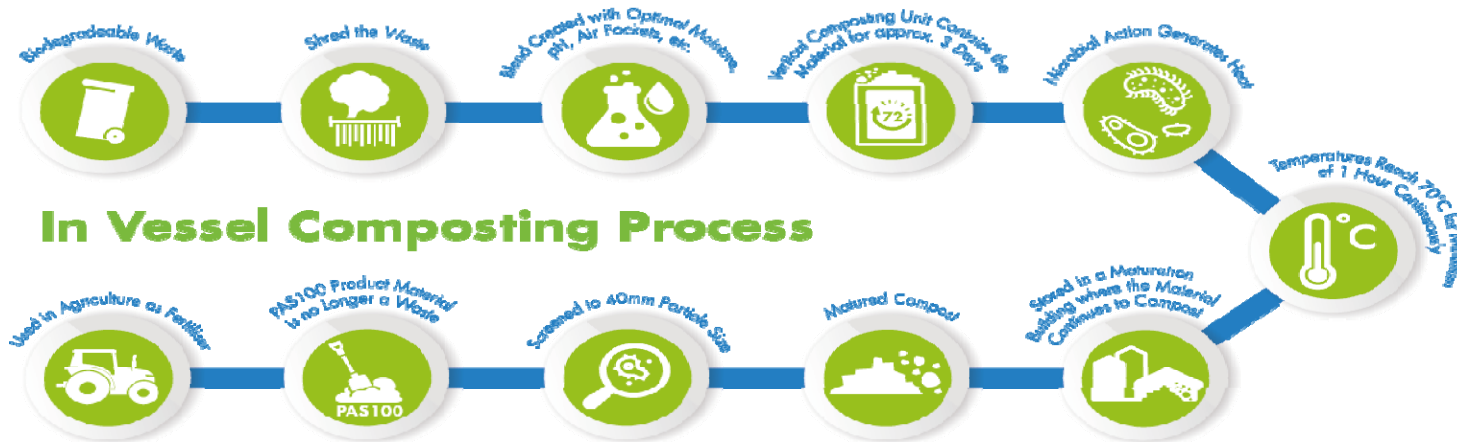 Biodegradeable Waste
Shred the Waste
Blend Created with Optimal Moisture,
pH, Air Pockets, etc.
Vertical Composting Unit Contains the
Material for approx. 3 Days
72
Microbial Action Generates Heat
Temperatures Reach 70°C for Minimum
of 1 Hour Continuously
°C
In Vessel Composting Process
Stored in a Maturation
Building where the Material
Continues to Compost
Matured Compost
Screened to 40mm Particle Size
PAS100 Product Material
is no Longer a Waste
PAS100
Used in Agriculture as Fertiliser